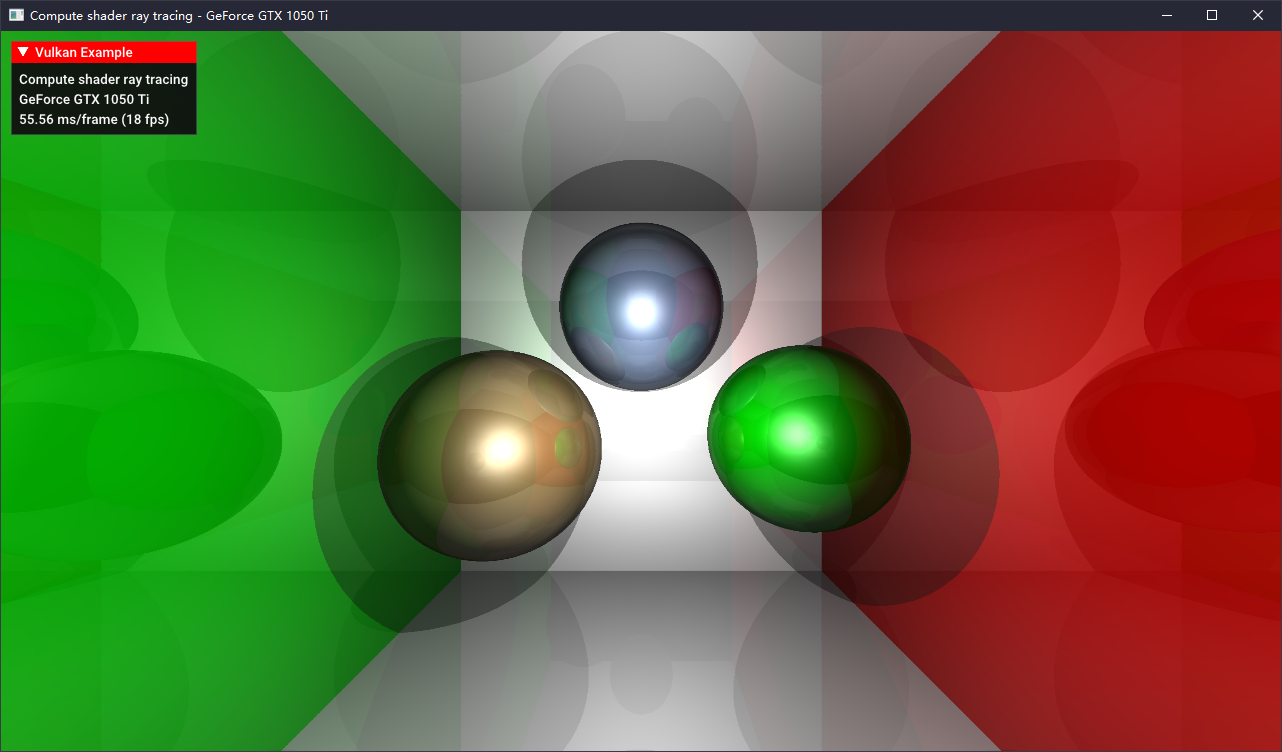 Compute shader ray tracing - GeForce GTX 1050 Ti
Vulkan Example
Compute shader ray tracing
GeForce GTX 1050 Ti
55.56 ms/frame (18 fps)